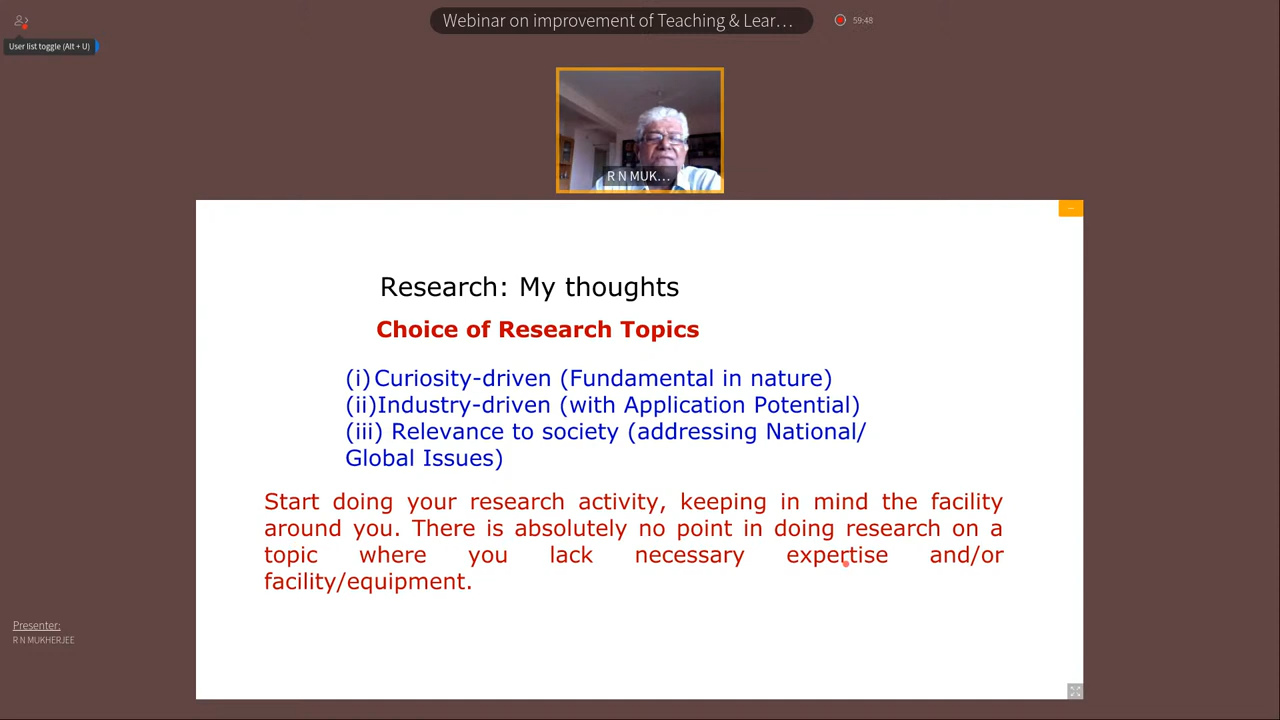 Webinar on improvement of Teaching & Lear…
59:48
User list toggle (Alt + U)
R N MUK…
Research: My thoughts
Choice of Research Topics
(i) Curiosity-driven (Fundamental in nature)
(ii)Industry-driven (with Application Potential)
(iii) Relevance to society (addressing National/
Global Issues)
Start doing your research activity, keeping in mind the facility
around you. There is absolutely no point in doing research on a
topic where you lack necessary expertise and/or
facility/equipment.
Presenter:
R N MUKHERJEE